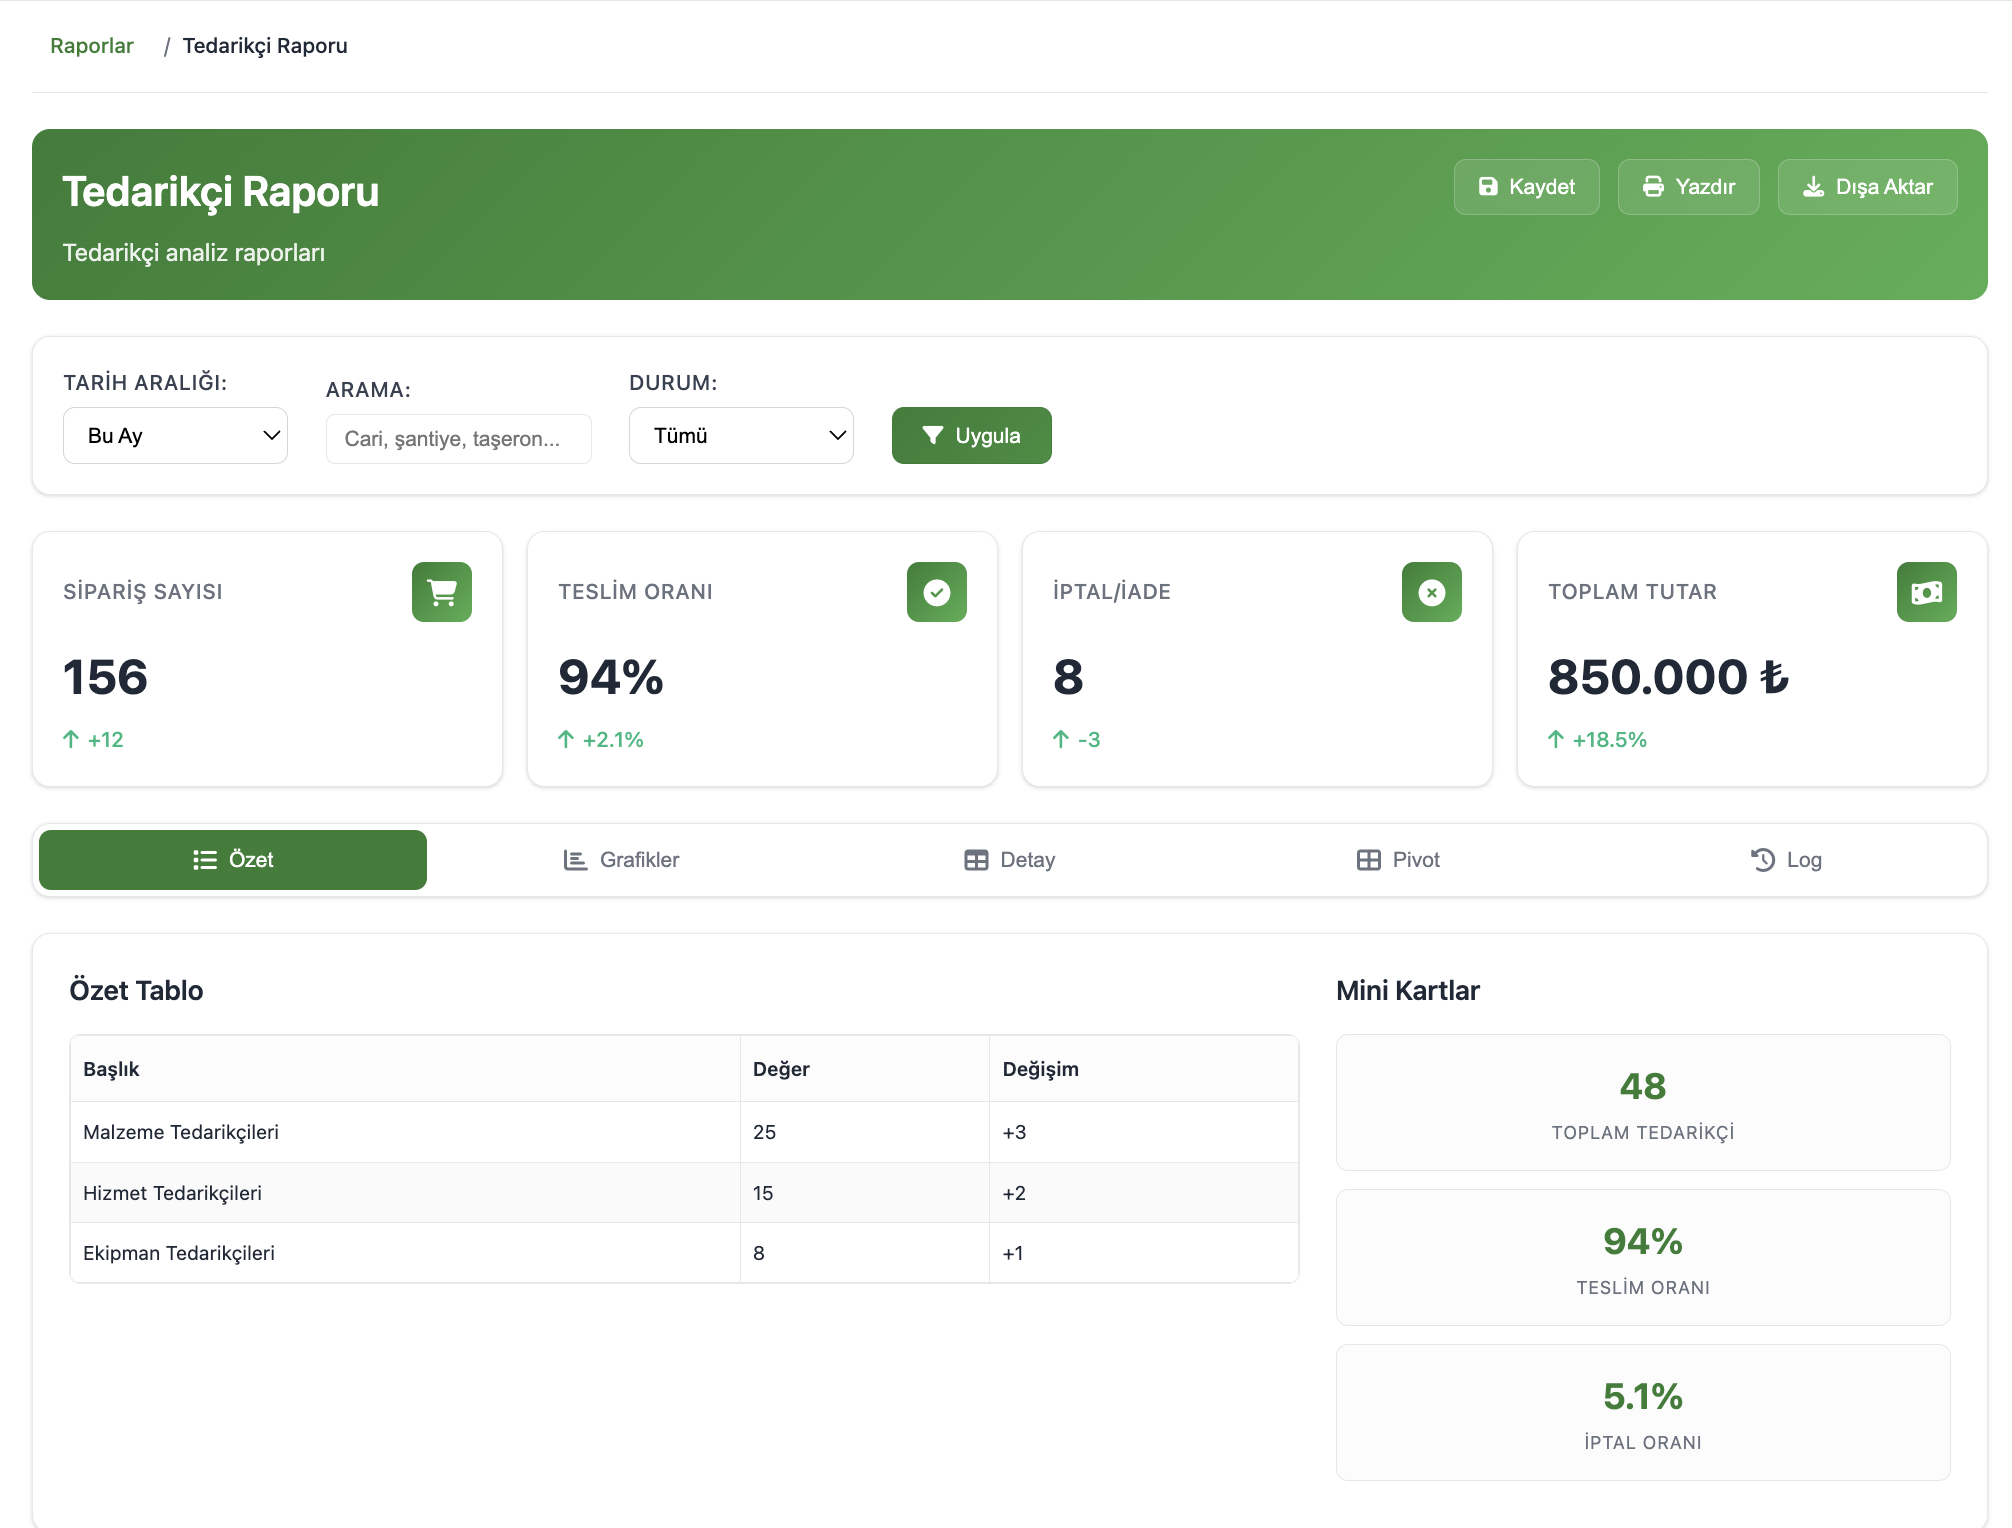 Raporlar / Tedarikçi Raporu
Tedarikçi Raporu
Tedarikçi analiz raporları
Kaydet
Yazdır
Dışa Aktar
TARİH ARALIĞI:
Bu Ay
ARAMA:
Cari, şantiye, taşeron...
DURUM:
Tümü
Uygula
SİPARİŞ SAYISI
156
+12
TESLİM ORANI
94%
+2.1%
İPTAL/İADE
8
-3
TOPLAM TUTAR
850.000 ₺
+18.5%
Özet
Grafikler
Detay
Pivot
Log
Özet Tablo
Başlık Değer Değişim
Malzeme Tedarikçileri 25 +3
Hizmet Tedarikçileri 15 +2
Ekipman Tedarikçileri 8 +1
Mini Kartlar
48
TOPLAM TEDARİKÇİ
94%
TESLİM ORANI
5.1%
İPTAL ORANI